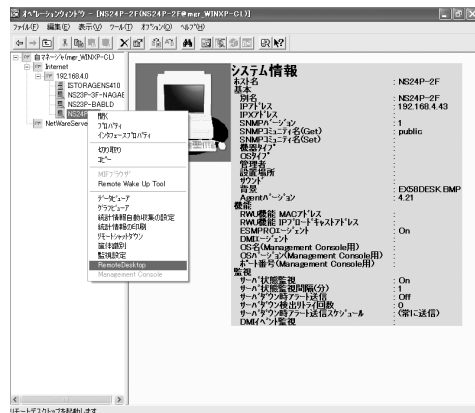 オペレーションウィンドウ - [NS24P-2F(NS24P-2F@mgr_WINXP-CL)]
ファイル(F) 編集(E) 表示(V) ツール(T) オプション(O) ヘルプ(H)
自マネージャ(mgr_WINXP-CL)
Internet
192.168.4.0
ISTORAGENS410
NS23P-3F-NAGAE
NS23P-BABLD
NS24P
NetWareServer
開く
プロパティ
インタフェースプロパティ
切り取り
コピー
MIFブラウザ
Remote Wake Up Tool
データビューア
グラフビューア
統計情報自動収集の設定
統計情報の印刷
リモートシャットダウン
筐体識別
監視設定
RemoteDesktop
Management Console
システム情報
ホスト名 : NS24P-2F
基本
別名 : NS24P-2F
IPアドレス : 192.168.4.43
IPXアドレス :
SNMPバージョン : 1
SNMPコミュニティ名(Get) : public
SNMPコミュニティ名(Set) :
機器タイプ :
OSタイプ :
管理者 :
設置場所 :
サウンド :
背景 : EX58DESK.BMP
Agentバージョン : 4.21
機能
RWU機能 MACアドレス :
RWU機能 IPブロードキャストアドレス :
ESMPROエージェント : On
DMIエージェント :
OS名(Management Console用) :
OSバージョン(Management Console用) :
ポート番号(Management Console用) :
監視
サーバ状態監視 : On
サーバ状態監視間隔(分) : 1
サーバダウン時アラート送信 : Off
サーバダウン検出リトライ回数 : 0
サーバダウン時アラート送信スケジュール : (常に送信)
DMIイベント監視 :
リモートデスクトップを起動します